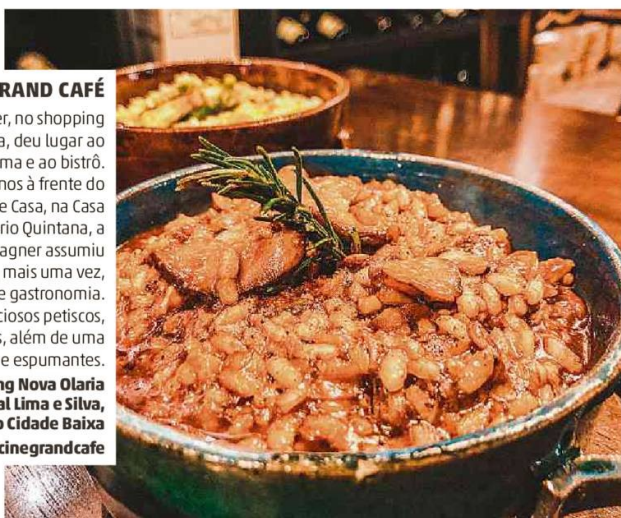 RAND CAFÉ
er, no shopping
a, deu lugar ao
ma e ao bistrô.
nos à frente do
e Casa, na Casa
rio Quintana, a
agner assumiu
mais uma vez,
e gastronomia.
ciosos petiscos,
s, além de uma
e espumantes.
ng Nova Olaria
al Lima e Silva,
o Cidade Baixa
cinegrandcafe